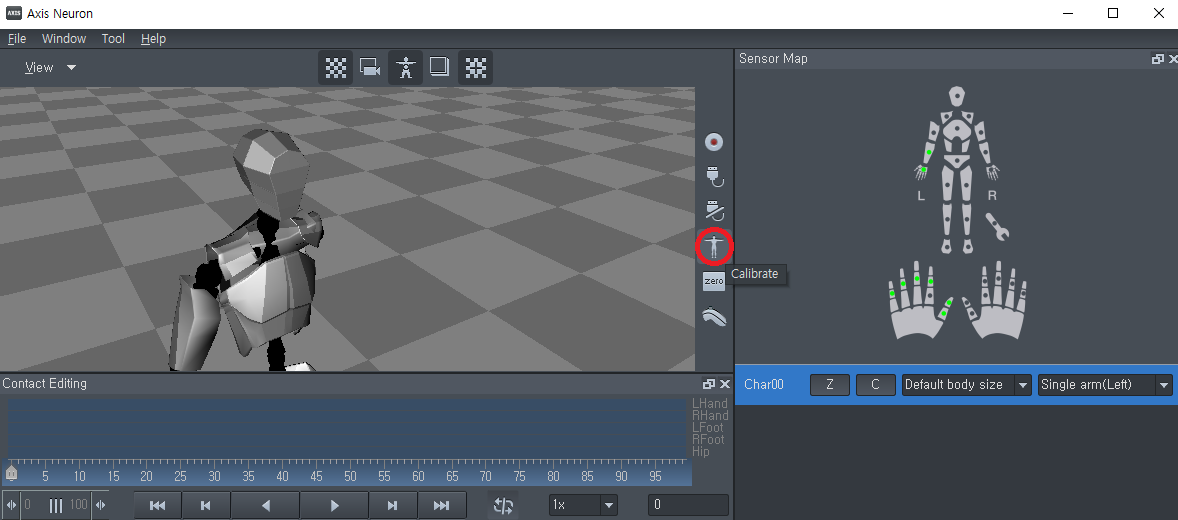 AXIS Axis Neuron
File Window Tool Help
View
Sensor Map
L R
zero
Calibrate
Char00 Z C Default body size Single arm(Left)
Contact Editing
LHand
RHand
LFoot
RFoot
Hip
0 5 10 15 20 25 30 35 40 45 50 55 60 65 70 75 80 85 90 95
0 100 1x 0